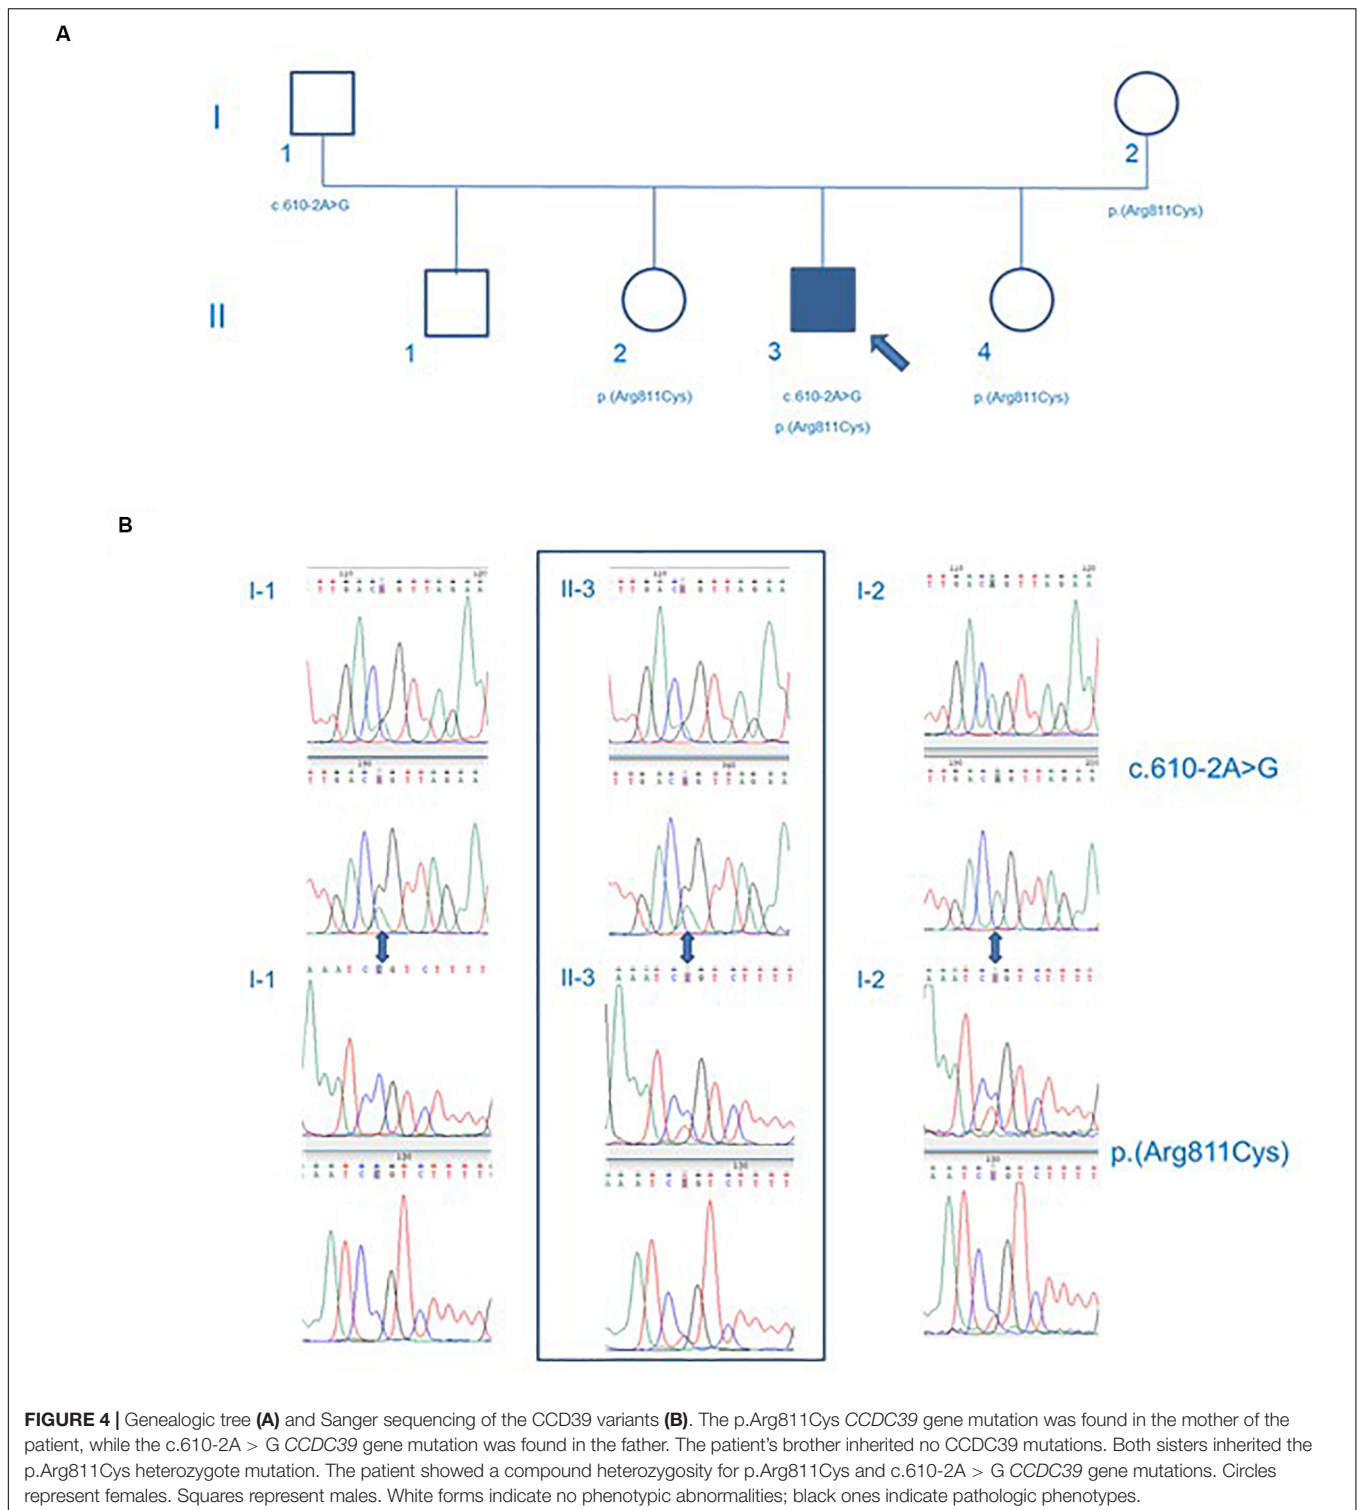 A
I
1
2
c.610-2A>G
p.(Arg811Cys)
II
1
2
3
4
p.(Arg811Cys)
c.610-2A>G
p.(Arg811Cys)
p.(Arg811Cys)
B
I-1
II-3
I-2
c.610-2A>G
I-1
II-3
I-2
p.(Arg811Cys)
FIGURE 4 | Genealogic tree (A) and Sanger sequencing of the CCD39 variants (B). The p.Arg811Cys CCDC39 gene mutation was found in the mother of the
patient, while the c.610-2A > G CCDC39 gene mutation was found in the father. The patient's brother inherited no CCDC39 mutations. Both sisters inherited the
p.Arg811Cys heterozygote mutation. The patient showed a compound heterozygosity for p.Arg811Cys and c.610-2A > G CCDC39 gene mutations. Circles
represent females. Squares represent males. White forms indicate no phenotypic abnormalities; black ones indicate pathologic phenotypes.